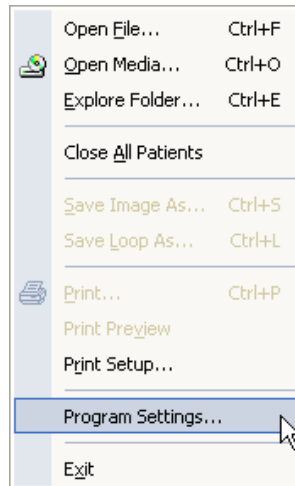 Open File... Ctrl+F
Open Media... Ctrl+O
Explore Folder... Ctrl+E
Close All Patients
Save Image As... Ctrl+S
Save Loop As... Ctrl+L
Print... Ctrl+P
Print Preview
Print Setup...
Program Settings...
Exit